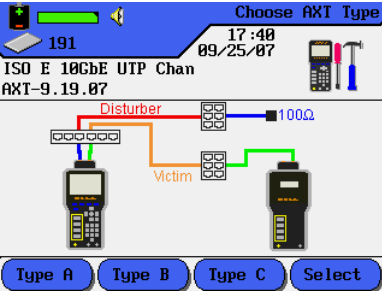 Choose AXT Type
191
17:40
09/25/07
ISO E 10GbE UTP Chan
AXT-9.19.07
Disturber
100Ω
Victim
Type A
Type B
Type C
Select